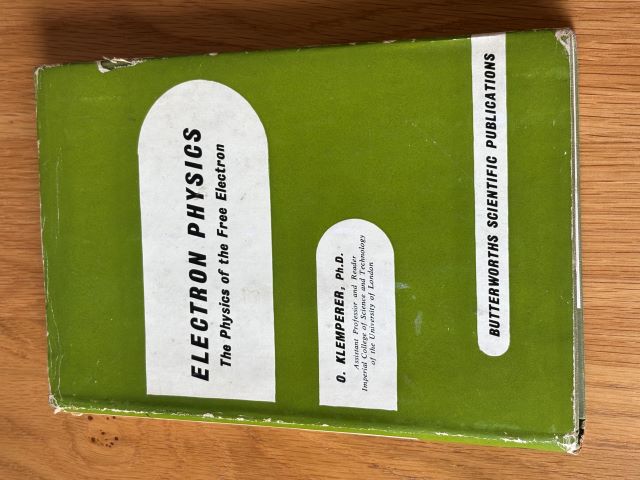 ELECTRON PHYSICS
The Physics of the Free Electron
O. KLEMPERER, Ph.D.
Assistant Professor and Reader
Imperial College of Science and Technology
of the University of London
BUTTERWORTHS SCIENTIFIC PUBLICATIONS